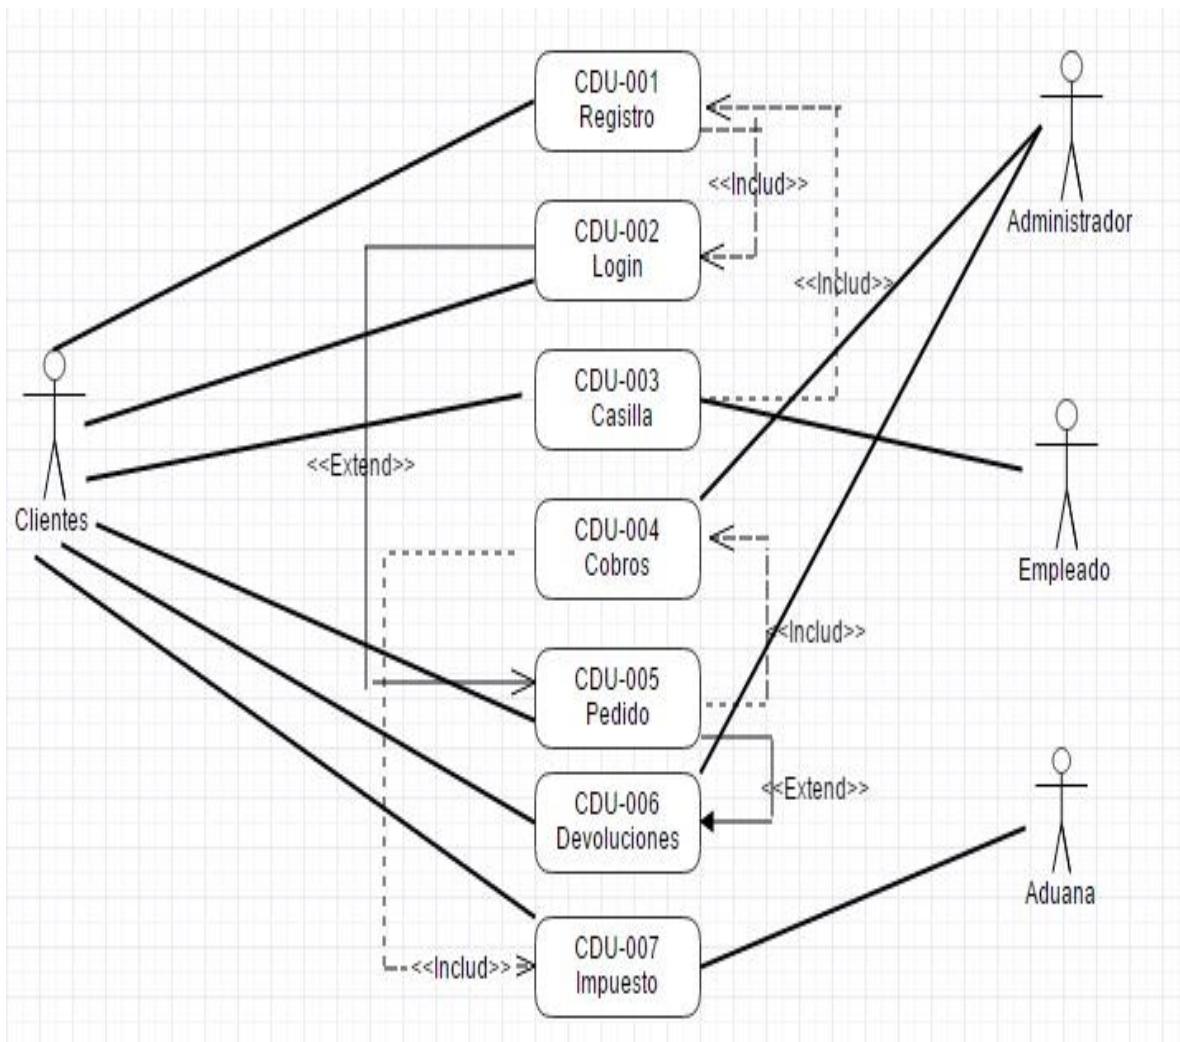 CDU-001
Registro
<<Includ>>
Administrador
CDU-002
Login
<<Includ>>
CDU-003
Casilla
<<Extend>>
Clientes
CDU-004
Cobros
Empleado
<<Includ>>
CDU-005
Pedido
<<Extend>>
CDU-006
Devoluciones
Aduana
CDU-007
Impuesto
<<Includ>>